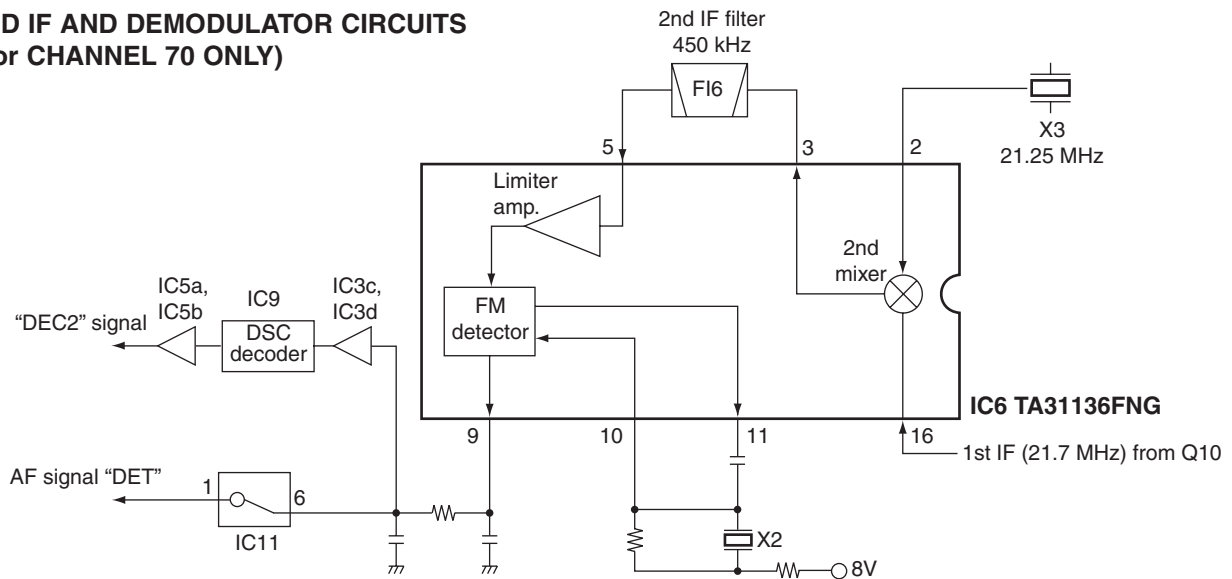 D IF AND DEMODULATOR CIRCUITS
or CHANNEL 70 ONLY)
2nd IF filter
450 kHz
FI6
X3
21.25 MHz
5
3
2
Limiter
amp.
2nd
mixer
IC5a,
IC5b
IC9
IC3c,
IC3d
"DEC2" signal
DSC
decoder
FM
detector
IC6 TA31136FNG
9
10
11
16
1st IF (21.7 MHz) from Q10
AF signal "DET"
1
6
IC11
X2
8V